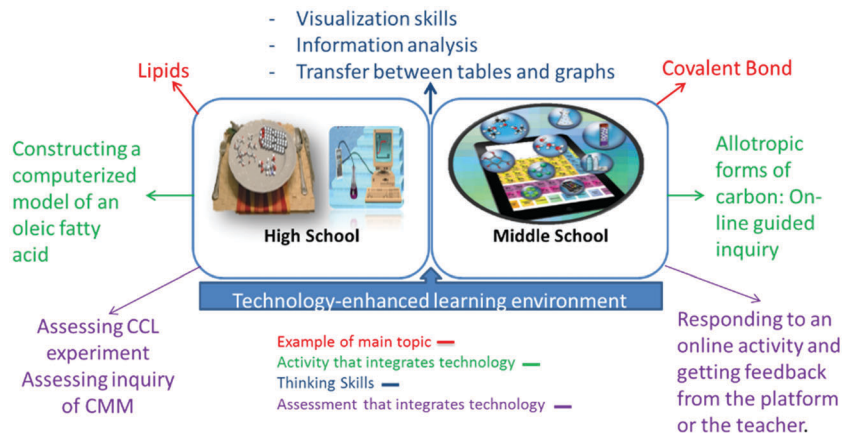 - Visualization skills
- Information analysis
- Transfer between tables and graphs
Lipids
Covalent Bond
Constructing a
computerized
model of an
oleic fatty
acid
Allotropic
forms of
carbon: On-
line guided
inquiry
High School
Middle School
Technology-enhanced learning environment
Assessing CCL
experiment
Assessing inquiry
of CMM
Responding to an
online activity and
getting feedback
from the platform
or the teacher.
Example of main topic
Activity that integrates technology
Thinking Skills
Assessment that integrates technology